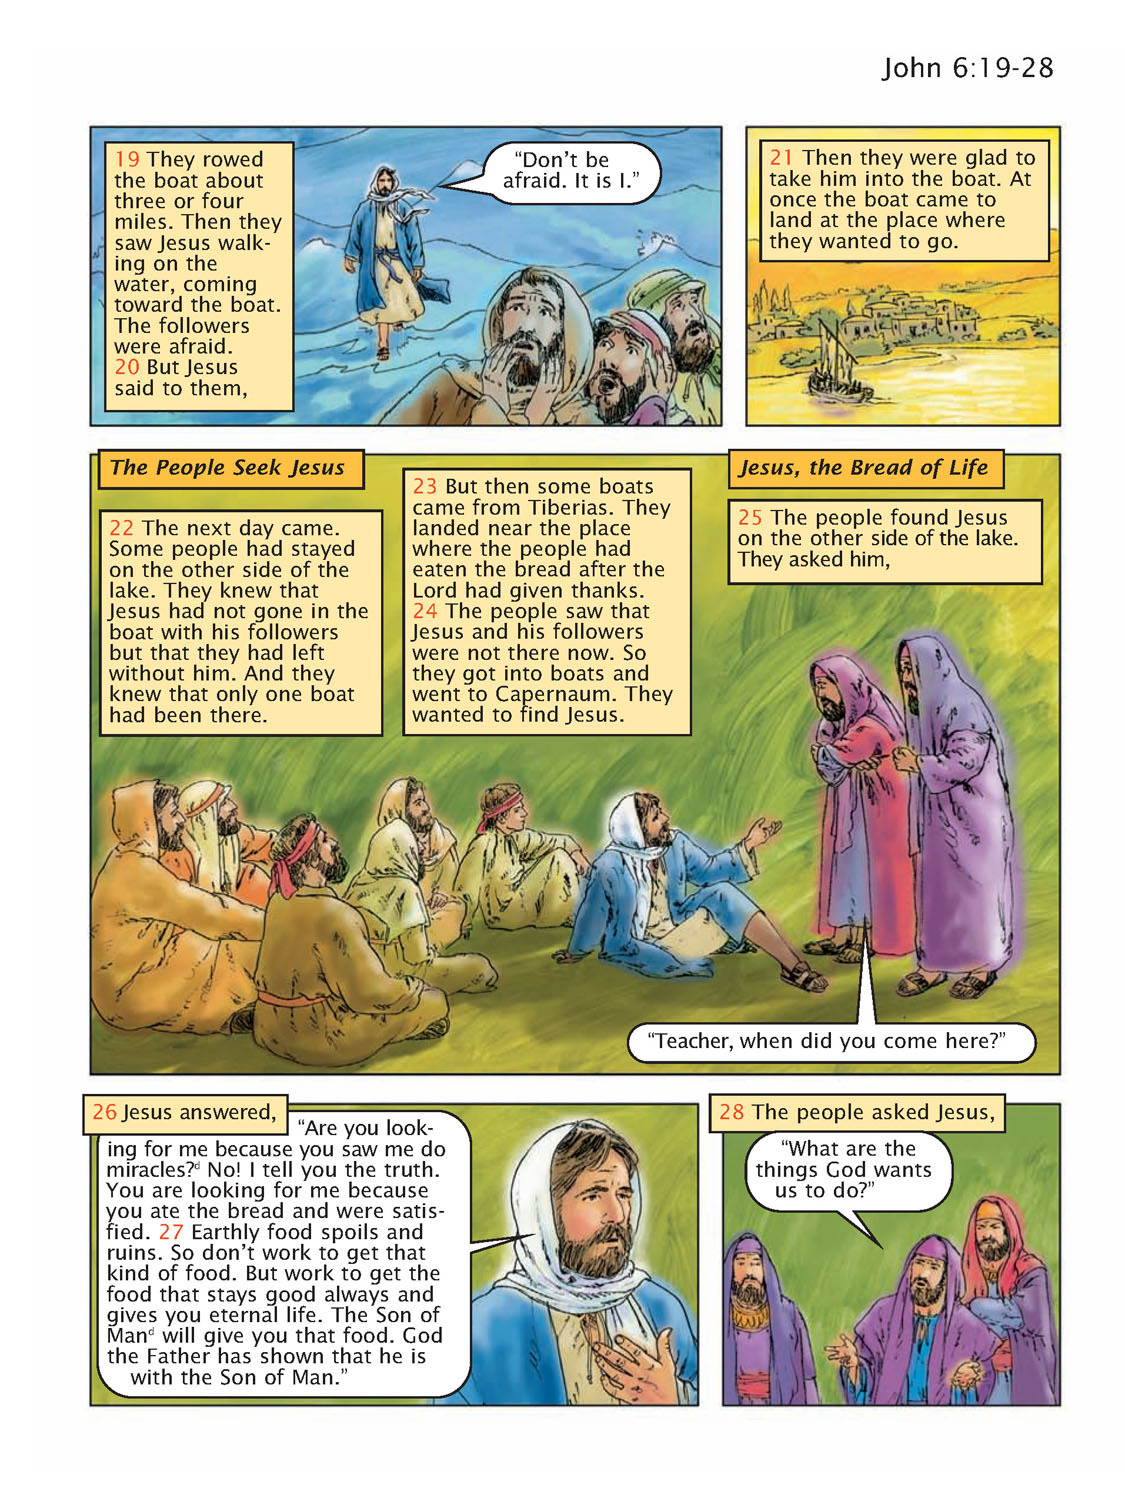 John 6:19-28
19 They rowed
the boat about
three or four
miles. Then they
saw Jesus walk-
ing on the
water, coming
toward the boat.
The followers
were afraid.
20 But Jesus
said to them,
“Don’t be
afraid. It is I.”
21 Then they were glad to
take him into the boat. At
once the boat came to
land at the place where
they wanted to go.
The People Seek Jesus
22 The next day came.
Some people had stayed
on the other side of the
lake. They knew that
Jesus had not gone in the
boat with his followers
but that they had left
without him. And they
knew that only one boat
had been there.
23 But then some boats
came from Tiberias. They
landed near the place
where the people had
eaten the bread after the
Lord had given thanks.
24 The people saw that
Jesus and his followers
were not there now. So
they got into boats and
went to Capernaum. They
wanted to find Jesus.
Jesus, the Bread of Life
25 The people found Jesus
on the other side of the lake.
They asked him,
“Teacher, when did you come here?”
26 Jesus answered,
“Are you look-
ing for me because you saw me do
miracles?d No! I tell you the truth.
You are looking for me because
you ate the bread and were satis-
fied. 27 Earthly food spoils and
ruins. So don’t work to get that
kind of food. But work to get the
food that stays good always and
gives you eternal life. The Son of
Mand will give you that food. God
the Father has shown that he is
with the Son of Man.”
28 The people asked Jesus,
“What are the
things God wants
us to do?”